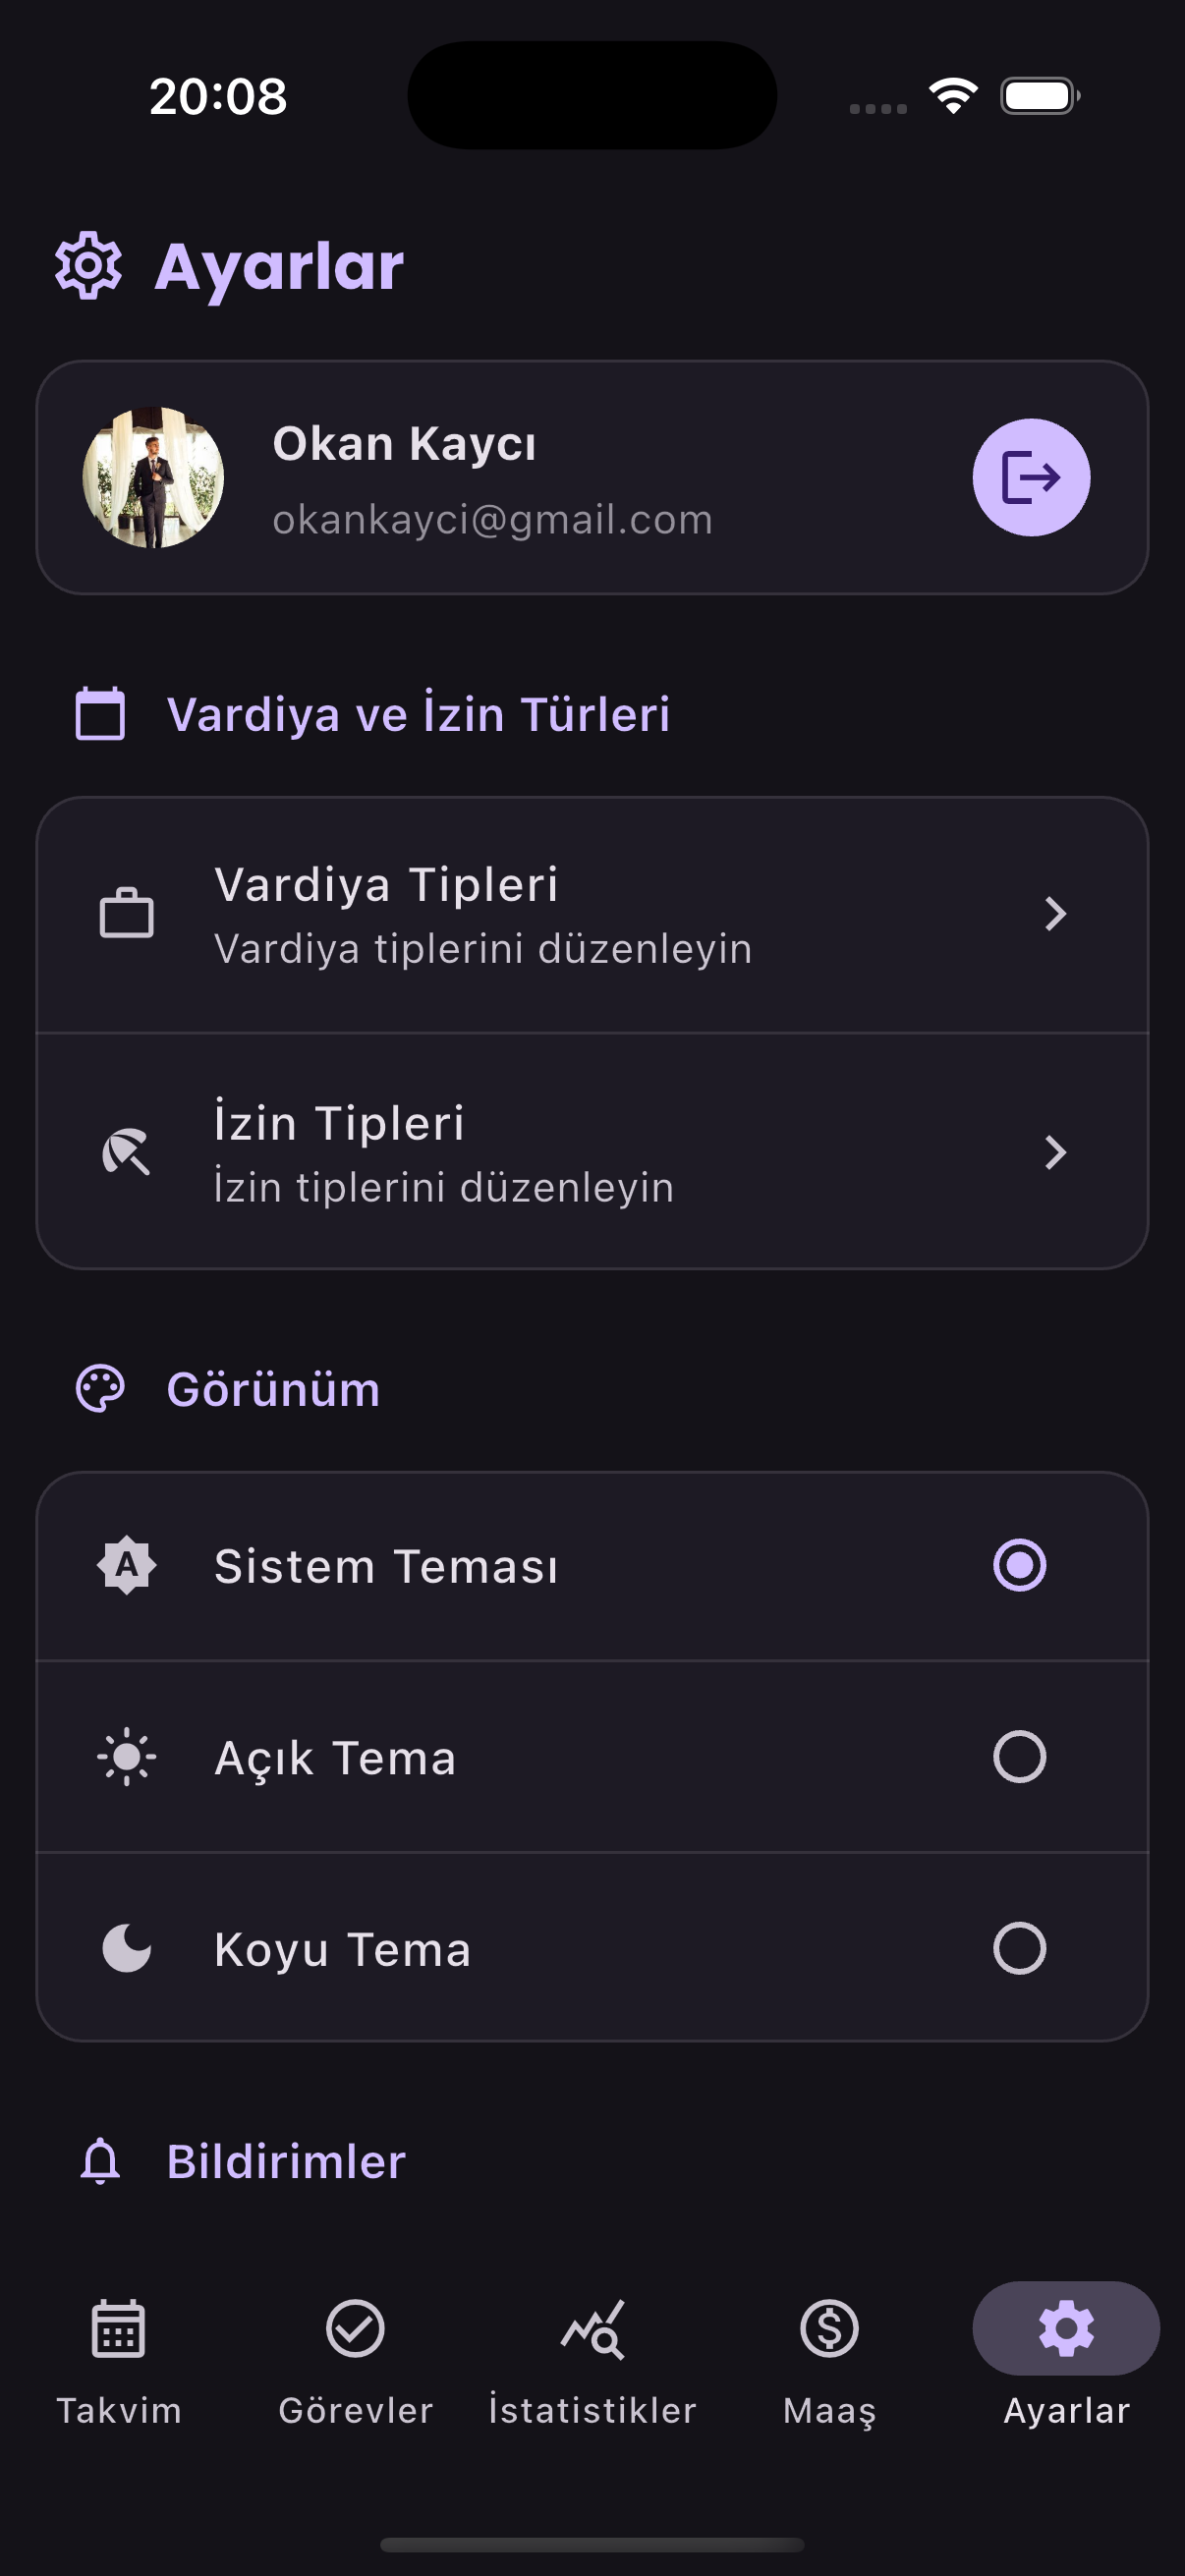 20:08
Ayarlar
Okan Kaycı
okankayci@gmail.com
Vardiya ve İzin Türleri
Vardiya Tipleri
Vardiya tiplerini düzenleyin
İzin Tipleri
İzin tiplerini düzenleyin
Görünüm
A Sistem Teması
Açık Tema
Koyu Tema
Bildirimler
Takvim Görevler İstatistikler Maaş Ayarlar